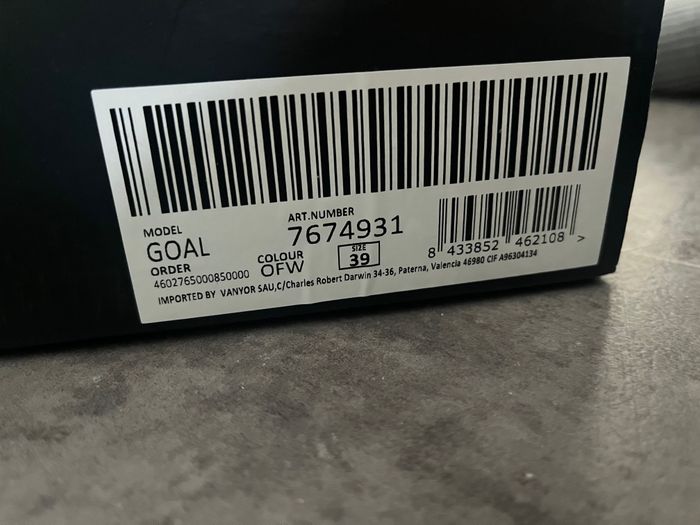 MODEL
GOAL
ART.NUMBER
7674931
ORDER
4602765000850000
COLOUR
OFW
SIZE
39
8 433852 462108 >
IMPORTED BY VANYOR SAU,C/Charles Robert Darwin 34-36, Paterna, Valencia 46980 CIF A96304134